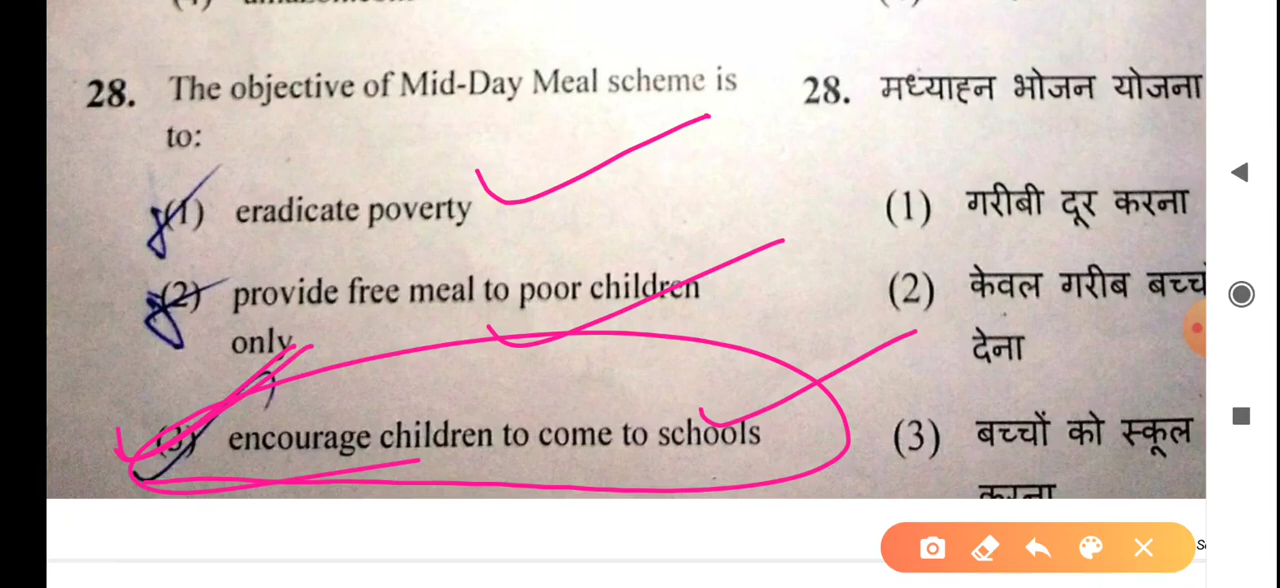 28. The objective of Mid-Day Meal scheme is
to:
(1) eradicate poverty
(2) provide free meal to poor children
only
(3) encourage children to come to schools
28. मध्याह्न भोजन योजना
(1) गरीबी दूर करना
(2) केवल गरीब
देना
(3) बच्चों को स्कूल